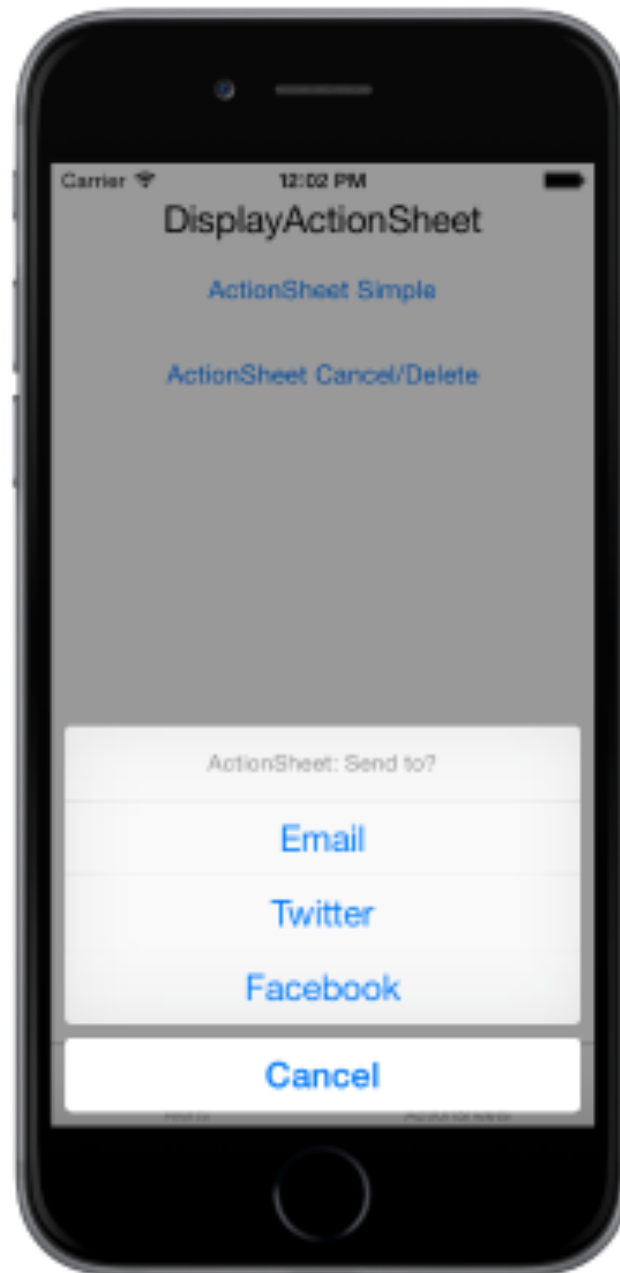 Carrier
12:02 PM
DisplayActionSheet
ActionSheet Simple
ActionSheet Cancel/Delete
ActionSheet: Send to?
Email
Twitter
Facebook
Cancel